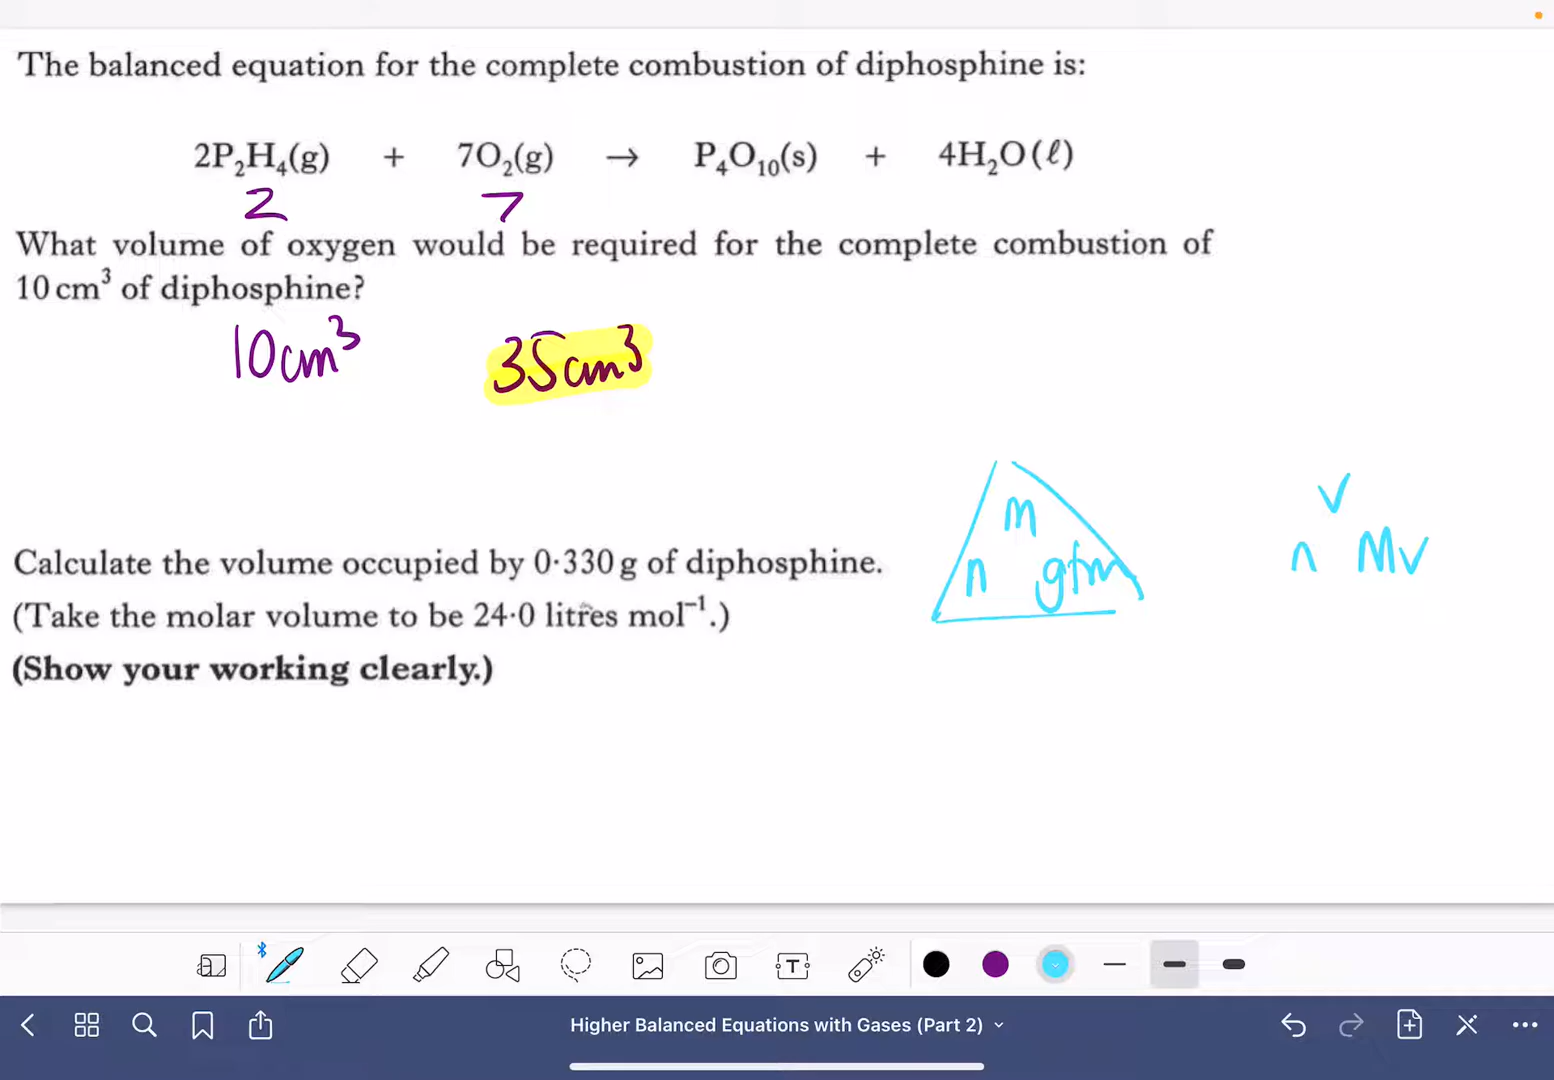 The balanced equation for the complete combustion of diphosphine is:
2P₂H₄(g) + 7O₂(g) → P₄O₁₀(s) + 4H₂O(ℓ)
2 7
What volume of oxygen would be required for the complete combustion of
10 cm³ of diphosphine?
10cm³ 35cm³
m
n gfm
v
n Mv
Calculate the volume occupied by 0·330 g of diphosphine.
(Take the molar volume to be 24·0 litres mol⁻¹.)
(Show your working clearly.)
T
Higher Balanced Equations with Gases (Part 2)